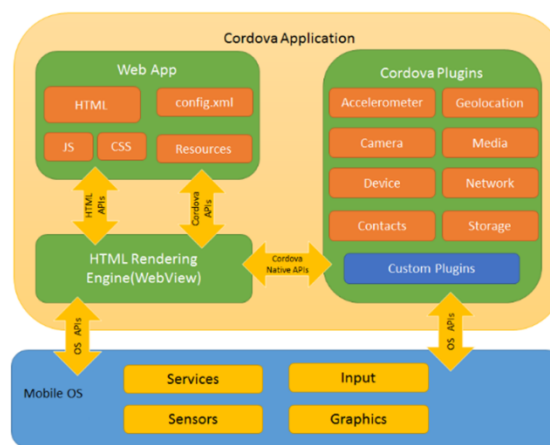 Cordova Application
Web App
HTML
config.xml
JS
CSS
Resources
HTML
APIs
Cordova
APIs
HTML Rendering
Engine(WebView)
Cordova
Native APIs
Cordova Plugins
Accelerometer
Geolocation
Camera
Media
Device
Network
Contacts
Storage
Custom Plugins
OS APIs
OS APIs
Mobile OS
Services
Input
Sensors
Graphics